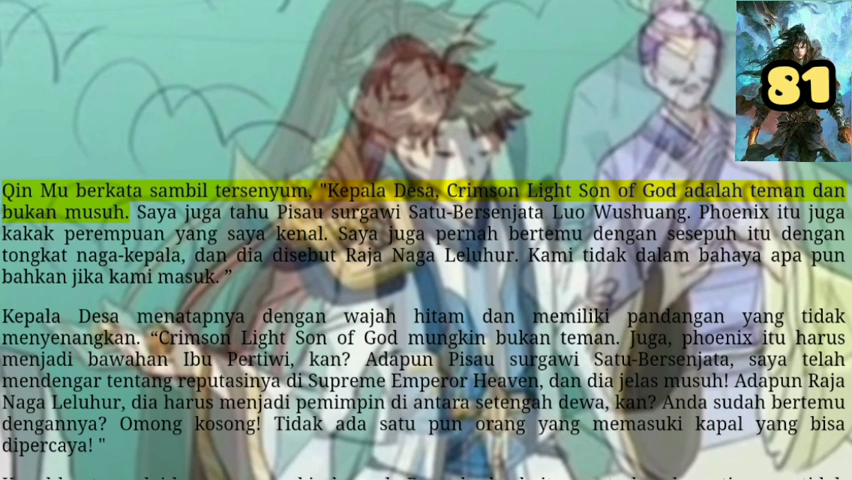 81
Qin Mu berkata sambil tersenyum, "Kepala Desa, Crimson Light Son of God adalah teman dan
bukan musuh. Saya juga tahu Pisau surgawi Satu-Bersenjata Luo Wushuang. Phoenix itu juga
kakak perempuan yang saya kenal. Saya juga pernah bertemu dengan sesepuh itu dengan
tongkat naga-kepala, dan dia disebut Raja Naga Leluhur. Kami tidak dalam bahaya apa pun
bahkan jika kami masuk. ”
Kepala Desa menatapnya dengan wajah hitam dan memiliki pandangan yang tidak
menyenangkan. “Crimson Light Son of God mungkin bukan teman. Juga, phoenix itu harus
menjadi bawahan Ibu Pertiwi, kan? Adapun Pisau surgawi Satu-Bersenjata, saya telah
mendengar tentang reputasinya di Supreme Emperor Heaven, dan dia jelas musuh! Adapun Raja
Naga Leluhur, dia harus menjadi pemimpin di antara setengah dewa, kan? Anda sudah bertemu
dengannya? Omong kosong! Tidak ada satu pun orang yang memasuki kapal yang bisa
dipercaya! "